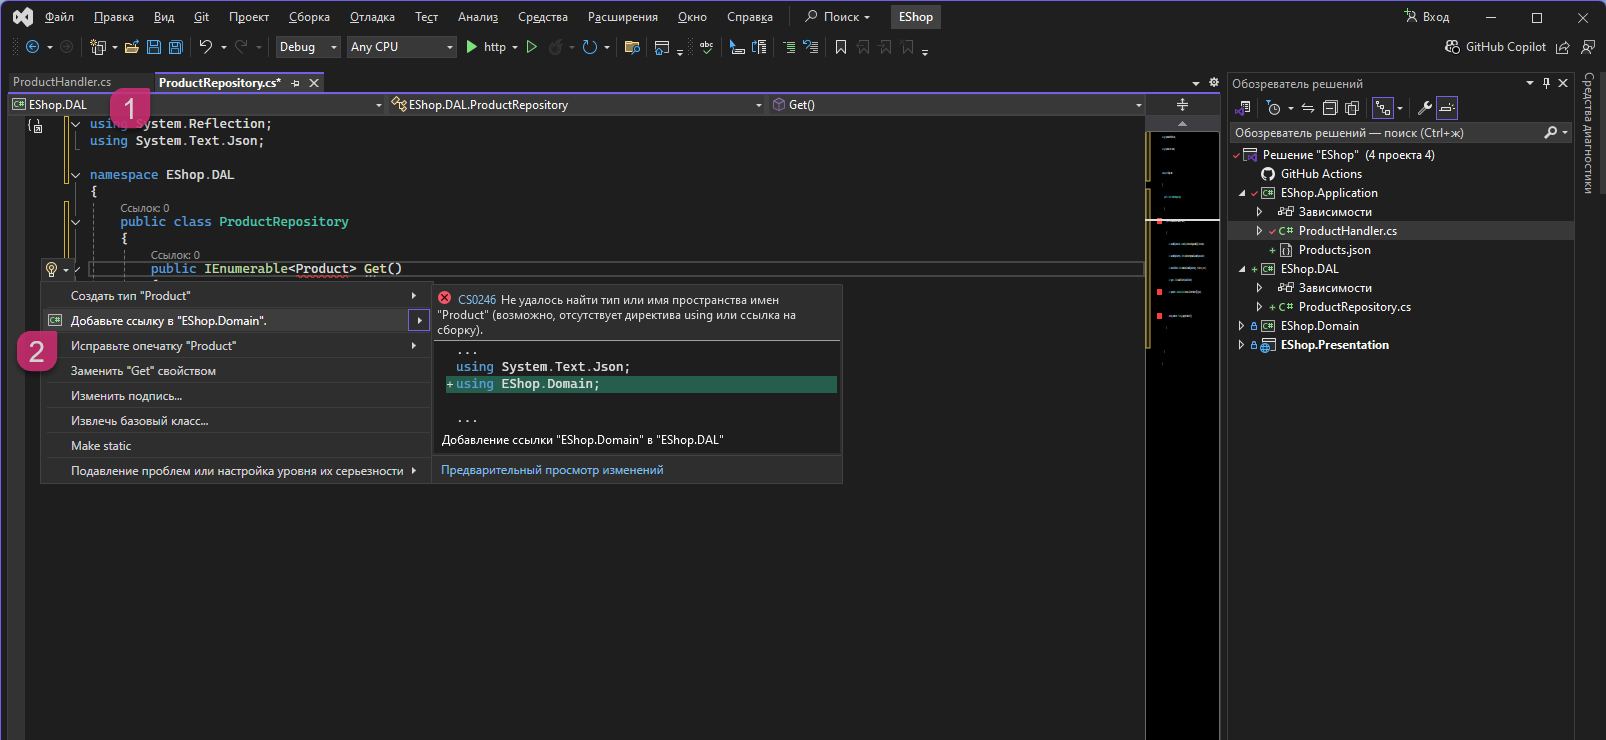 Файл Правка Вид Git Проект Сборка Отладка Тест Анализ Средства Расширения Окно Справка Поиск EShop Вход
Debug Any CPU http abc GitHub Copilot
ProductHandler.cs ProductRepository.cs*
C# EShop.DAL EShop.DAL.ProductRepository Get()
1
using System.Reflection;
using System.Text.Json;
namespace EShop.DAL
{
Ссылок: 0
public class ProductRepository
{
Ссылок: 0
public IEnumerable<Product> Get()
Создать тип "Product"
C# Добавьте ссылку в "EShop.Domain".
2
Исправьте опечатку "Product"
Заменить "Get" свойством
Изменить подпись...
Извлечь базовый класс...
Make static
Подавление проблем или настройка уровня их серьезности
CS0246 Не удалось найти тип или имя пространства имен
"Product" (возможно, отсутствует директива using или ссылка на
сборку).
...
using System.Text.Json;
+using EShop.Domain;
...
Добавление ссылки "EShop.Domain" в "EShop.DAL"
Предварительный просмотр изменений
Обозреватель решений
Обозреватель решений — поиск (Ctrl+ж)
Решение "EShop" (4 проекта 4)
GitHub Actions
C# EShop.Application
Зависимости
C# ProductHandler.cs
+ Products.json
+ C# EShop.DAL
Зависимости
+ C# ProductRepository.cs
C# EShop.Domain
EShop.Presentation
Средства диагностики